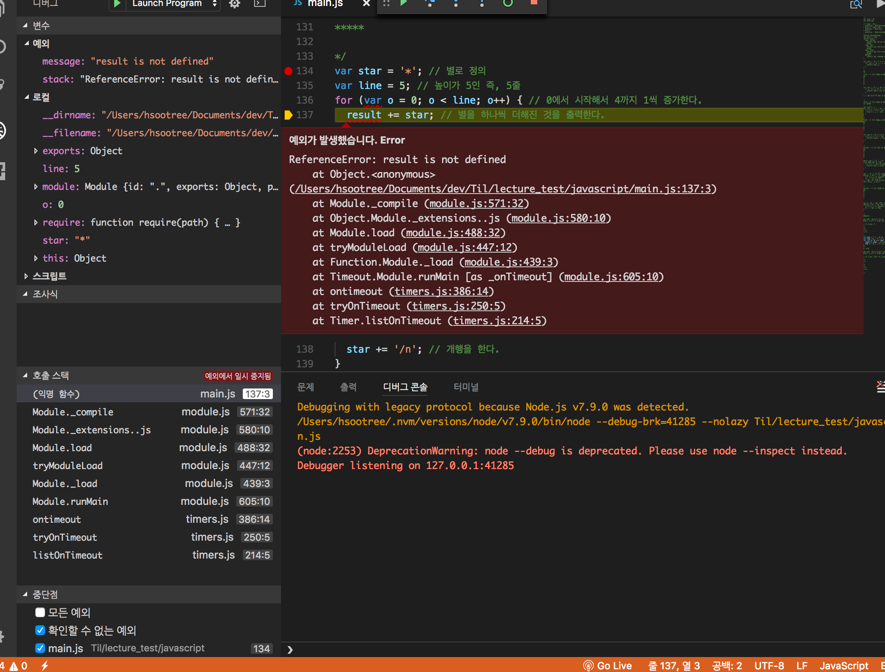 디버그
Launch Program
변수
예외
message: "result is not defined"
stack: "ReferenceError: result is not defin…
로컬
__dirname: "/Users/hsootree/Documents/dev/T…
__filename: "/Users/hsootree/Documents/dev/…
exports: Object
line: 5
module: Module {id: ".", exports: Object, p…
o: 0
require: function require(path) { … }
star: "*"
this: Object
스크립트
조사식
호출 스택 예외에서 일시 중지됨
(익명 함수) main.js 137:3
Module._compile module.js 571:32
Module._extensions..js module.js 580:10
Module.load module.js 488:32
tryModuleLoad module.js 447:12
Module._load module.js 439:3
Module.runMain module.js 605:10
ontimeout timers.js 386:14
tryOnTimeout timers.js 250:5
listOnTimeout timers.js 214:5
중단점
모든 예외
확인할 수 없는 예외
main.js Til/lecture_test/javascript 134
JS main.js
131 *****
132
133 */
134 var star = '*'; // 별로 정의
135 var line = 5; // 높이가 5인 즉, 5줄
136 for (var o = 0; o < line; o++) { // 0에서 시작해서 4까지 1씩 증가한다.
137 result += star; // 별을 하나씩 더해진 것을 출력한다.
예외가 발생했습니다. Error
ReferenceError: result is not defined
at Object.<anonymous>
(/Users/hsootree/Documents/dev/Til/lecture_test/javascript/main.js:137:3)
at Module._compile (module.js:571:32)
at Object.Module._extensions..js (module.js:580:10)
at Module.load (module.js:488:32)
at tryModuleLoad (module.js:447:12)
at Function.Module._load (module.js:439:3)
at Timeout.Module.runMain [as _onTimeout] (module.js:605:10)
at ontimeout (timers.js:386:14)
at tryOnTimeout (timers.js:250:5)
at Timer.listOnTimeout (timers.js:214:5)
138 star += '/n'; // 개행을 한다.
139 }
문제 출력 디버그 콘솔 터미널
Debugging with legacy protocol because Node.js v7.9.0 was detected.
/Users/hsootree/.nvm/versions/node/v7.9.0/bin/node --debug-brk=41285 --nolazy Til/lecture_test/javas
n.js
(node:2253) DeprecationWarning: node --debug is deprecated. Please use node --inspect instead.
Debugger listening on 127.0.0.1:41285
4 0 Go Live 줄 137, 열 3 공백: 2 UTF-8 LF JavaScript